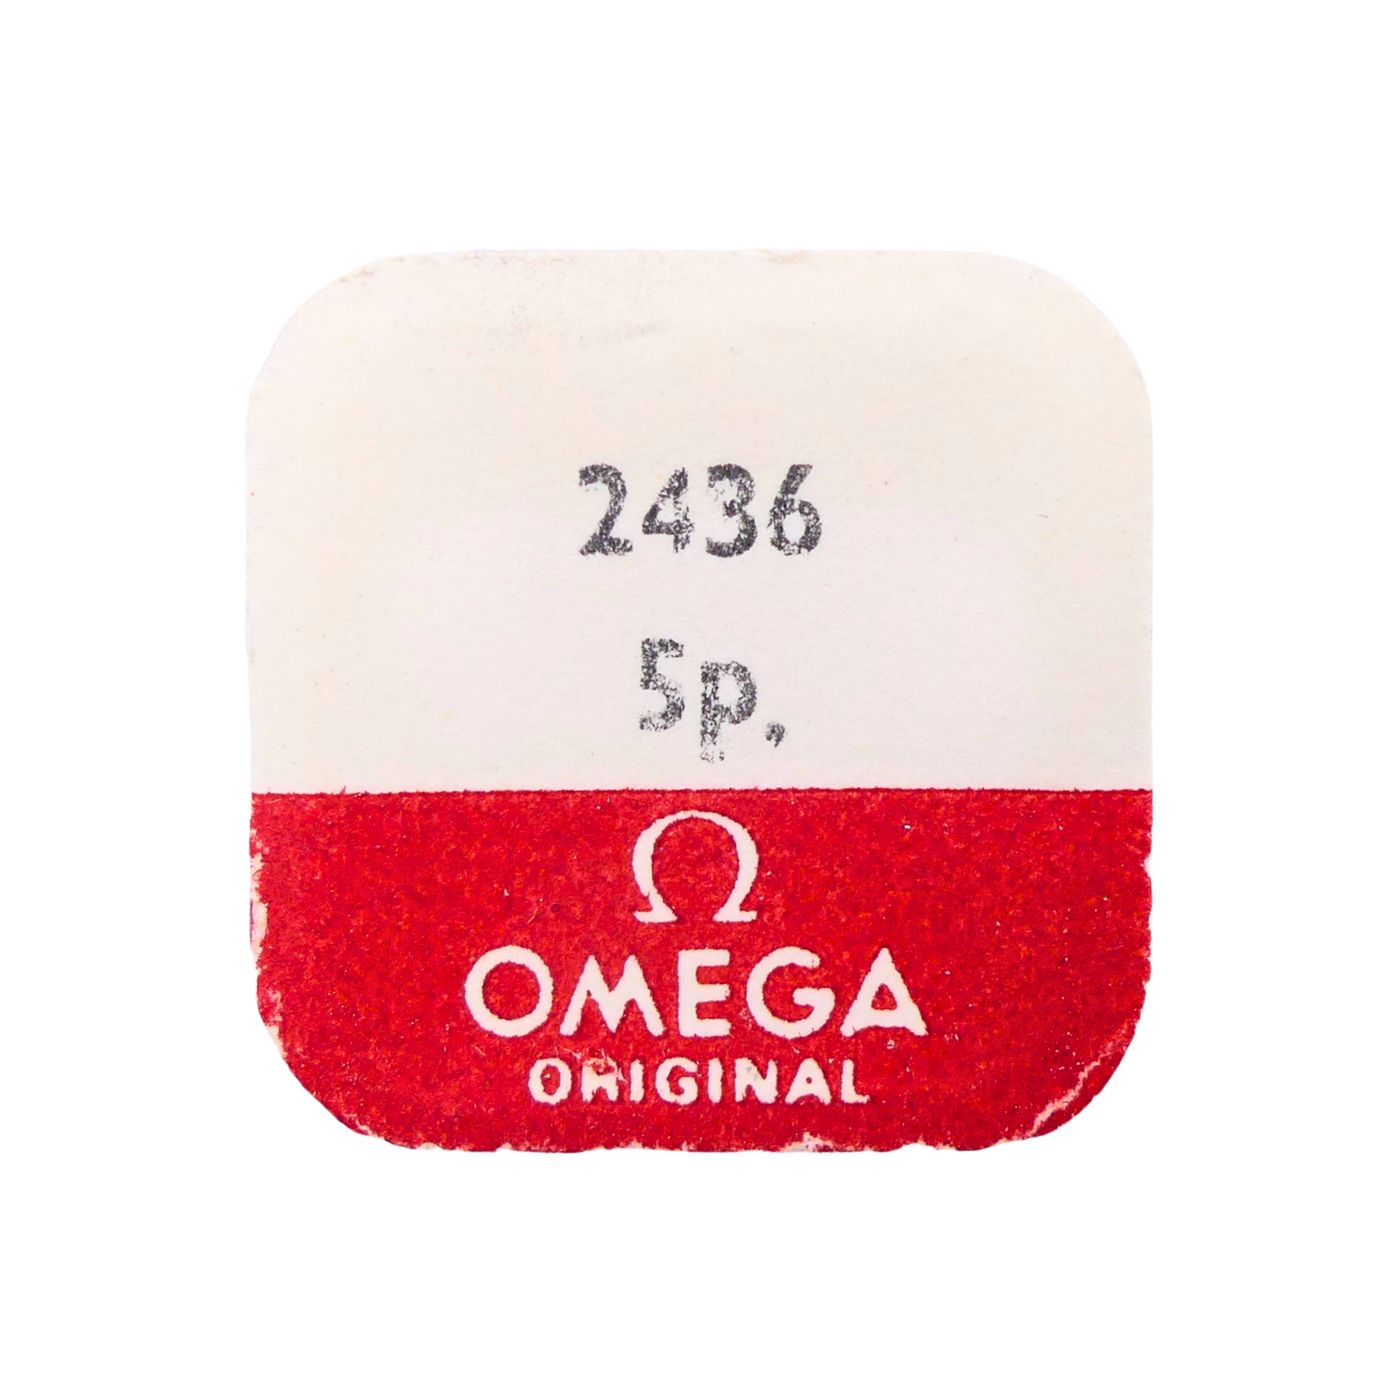 2436
5p,
Ω
OMEGA
ORIGINAL